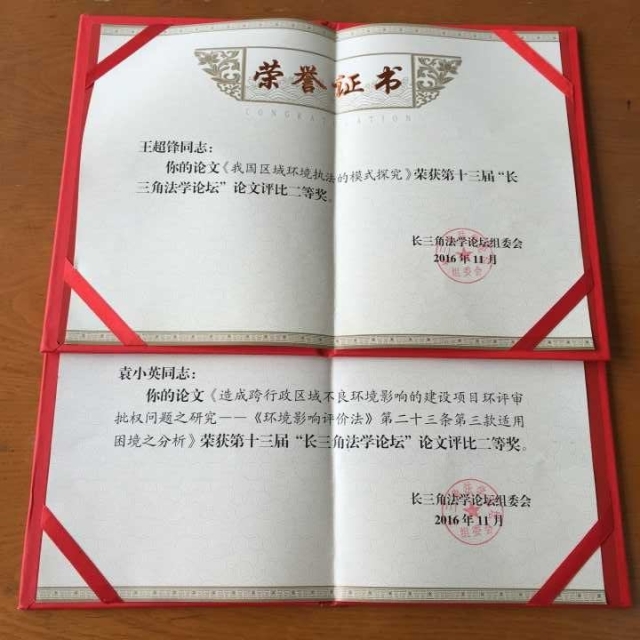 荣誉证书
CONGRATULATION
王超锋同志：
你的论文《我国区域环境执法的模式探究》荣获第十三届“长
三角法学论坛”论文评比二等奖。
长三角法学论坛组委会
2016年11月
组委会
袁小英同志：
你的论文《造成跨行政区域不良环境影响的建设项目环评审
批权问题之研究——《环境影响评价法》第二十三条第三款适用
困境之分析》荣获第十三届“长三角法学论坛”论文评比二等奖。
长三角法学论坛组委会
2016年11月
组委会